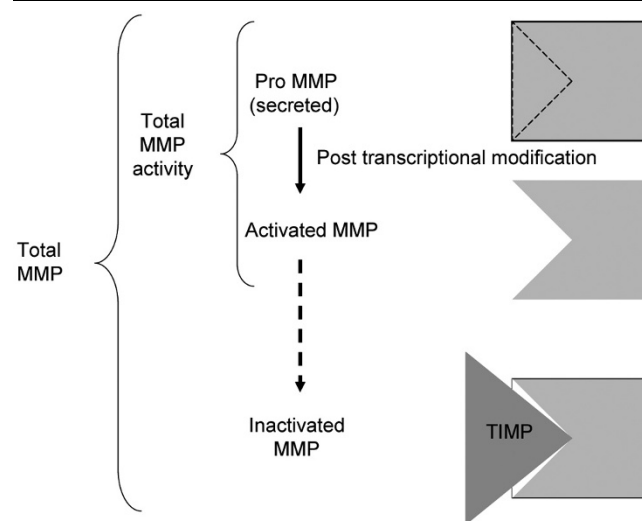 Pro MMP
(secreted)
Total
MMP
activity
Post transcriptional modification
Activated MMP
Total
MMP
Inactivated
MMP
TIMP